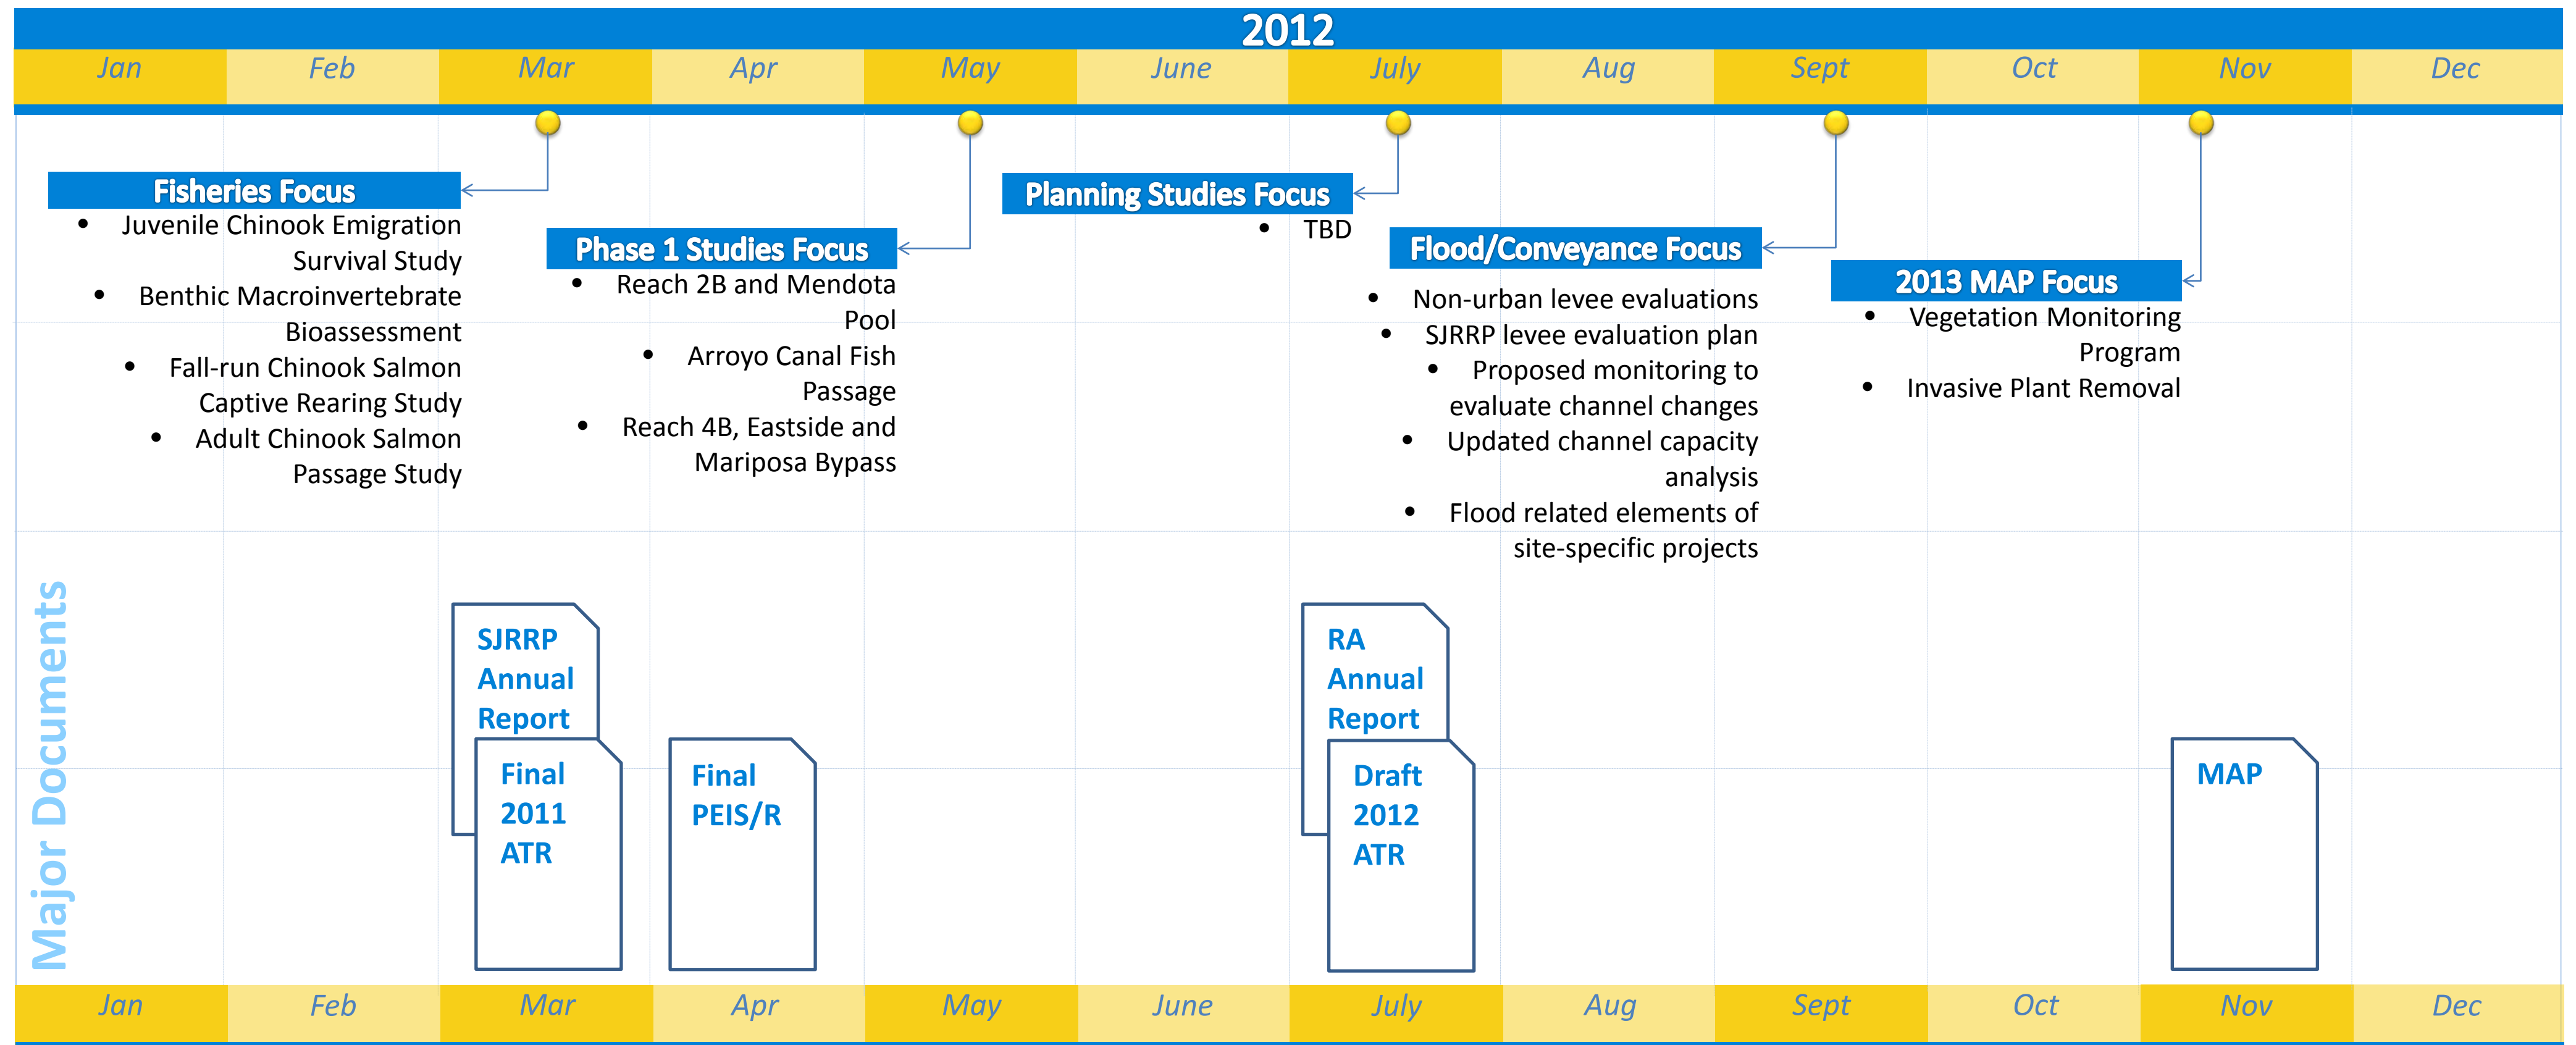 2012
Jan Feb Mar Apr May June July Aug Sept Oct Nov Dec
Fisheries Focus
• Juvenile Chinook Emigration
Survival Study
• Benthic Macroinvertebrate
Bioassessment
• Fall-run Chinook Salmon
Captive Rearing Study
• Adult Chinook Salmon
Passage Study
Phase 1 Studies Focus
• Reach 2B and Mendota
Pool
• Arroyo Canal Fish
Passage
• Reach 4B, Eastside and
Mariposa Bypass
Planning Studies Focus
• TBD
Flood/Conveyance Focus
• Non-urban levee evaluations
• SJRRP levee evaluation plan
• Proposed monitoring to
evaluate channel changes
• Updated channel capacity
analysis
• Flood related elements of
site-specific projects
2013 MAP Focus
• Vegetation Monitoring
Program
• Invasive Plant Removal
Major Documents
SJRRP
Annual
Report
Final
2011
ATR
Final
PEIS/R
RA
Annual
Report
Draft
2012
ATR
MAP
Jan Feb Mar Apr May June July Aug Sept Oct Nov Dec